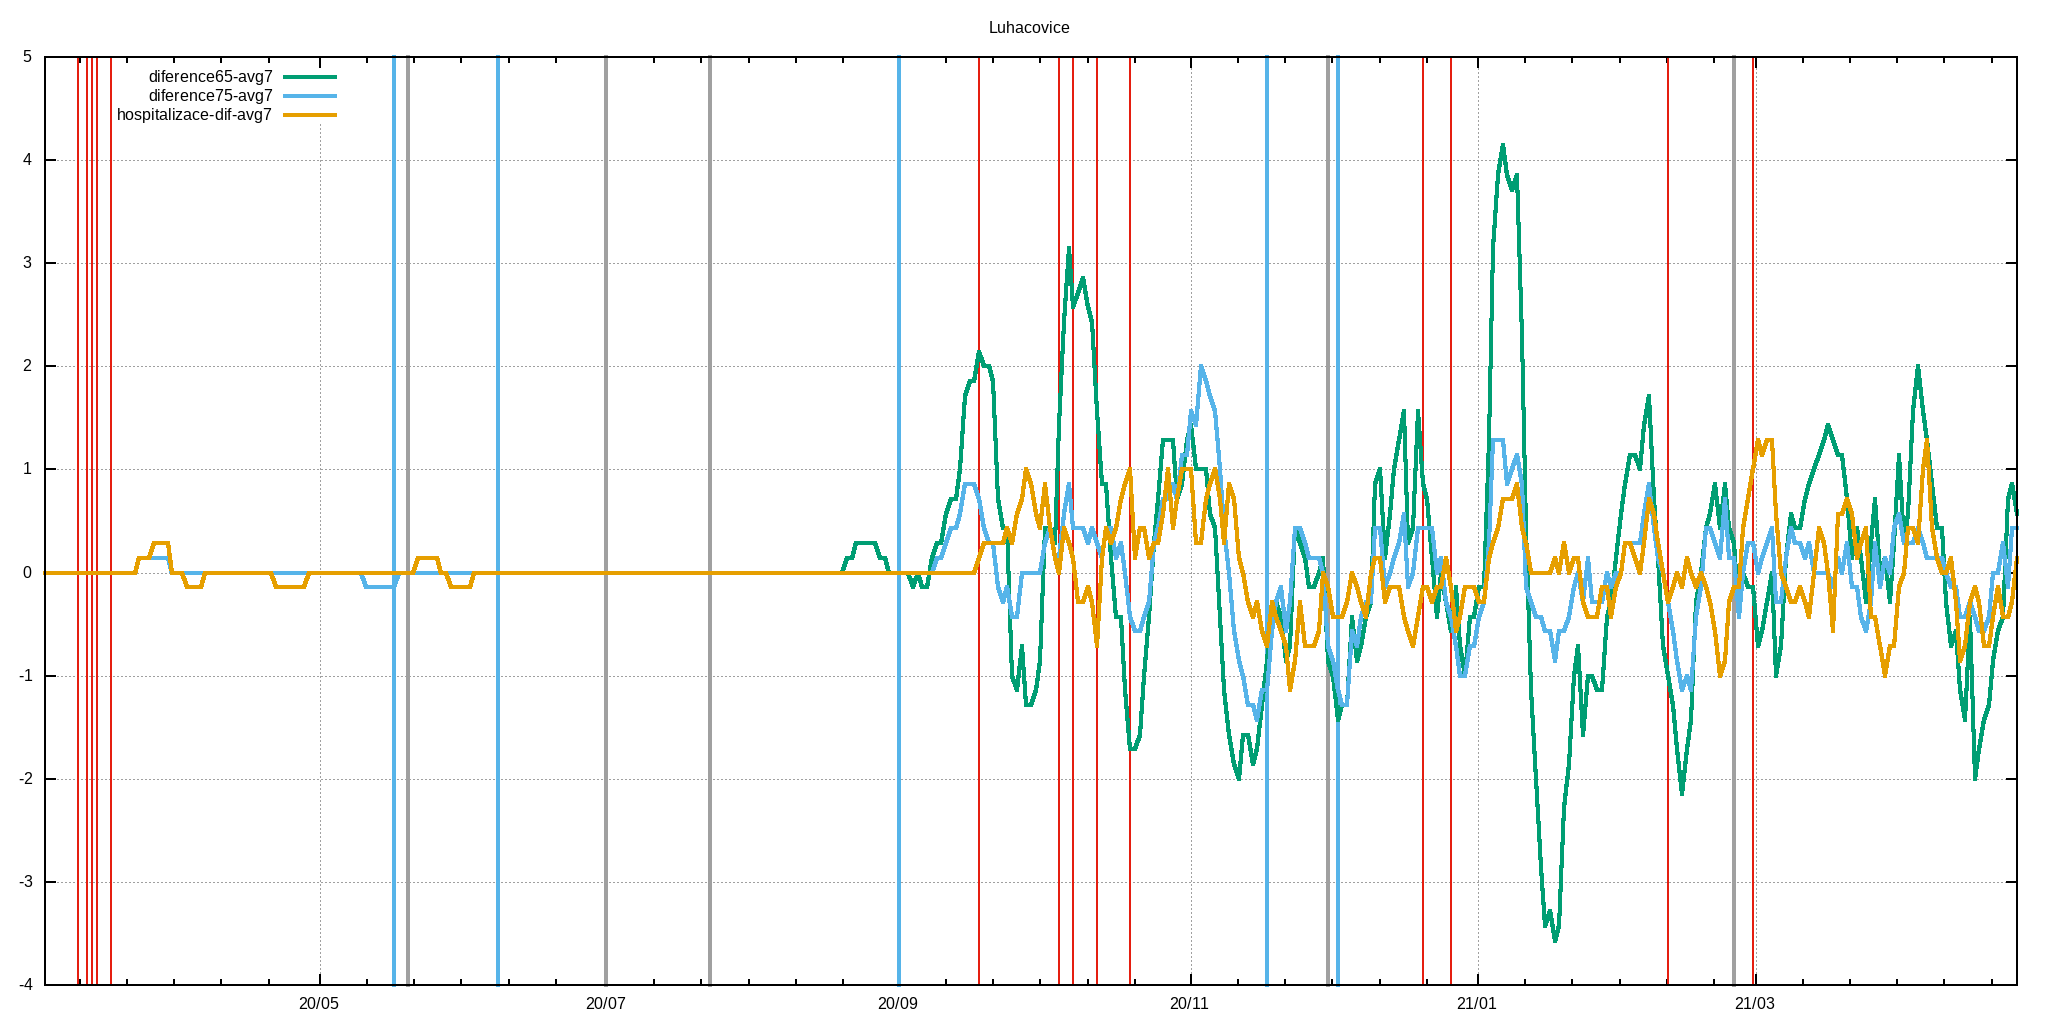 Luhacovice
5
diference65-avg7
diference75-avg7
hospitalizace-dif-avg7
4
3
2
1
0
-1
-2
-3
-4
20/05 20/07 20/09 20/11 21/01 21/03